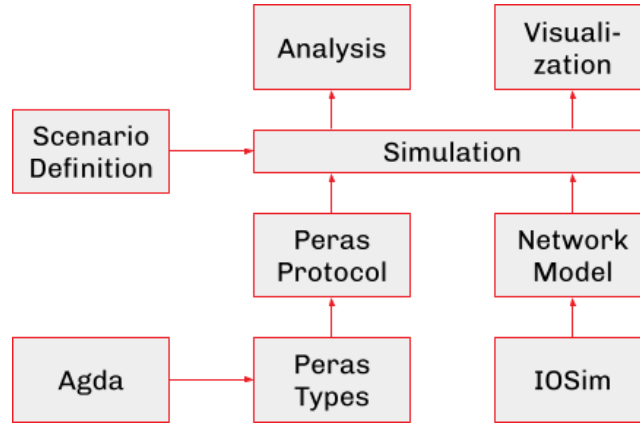 Analysis
Visuali-
zation
Scenario
Definition
Simulation
Peras
Protocol
Network
Model
Agda
Peras
Types
IOSim